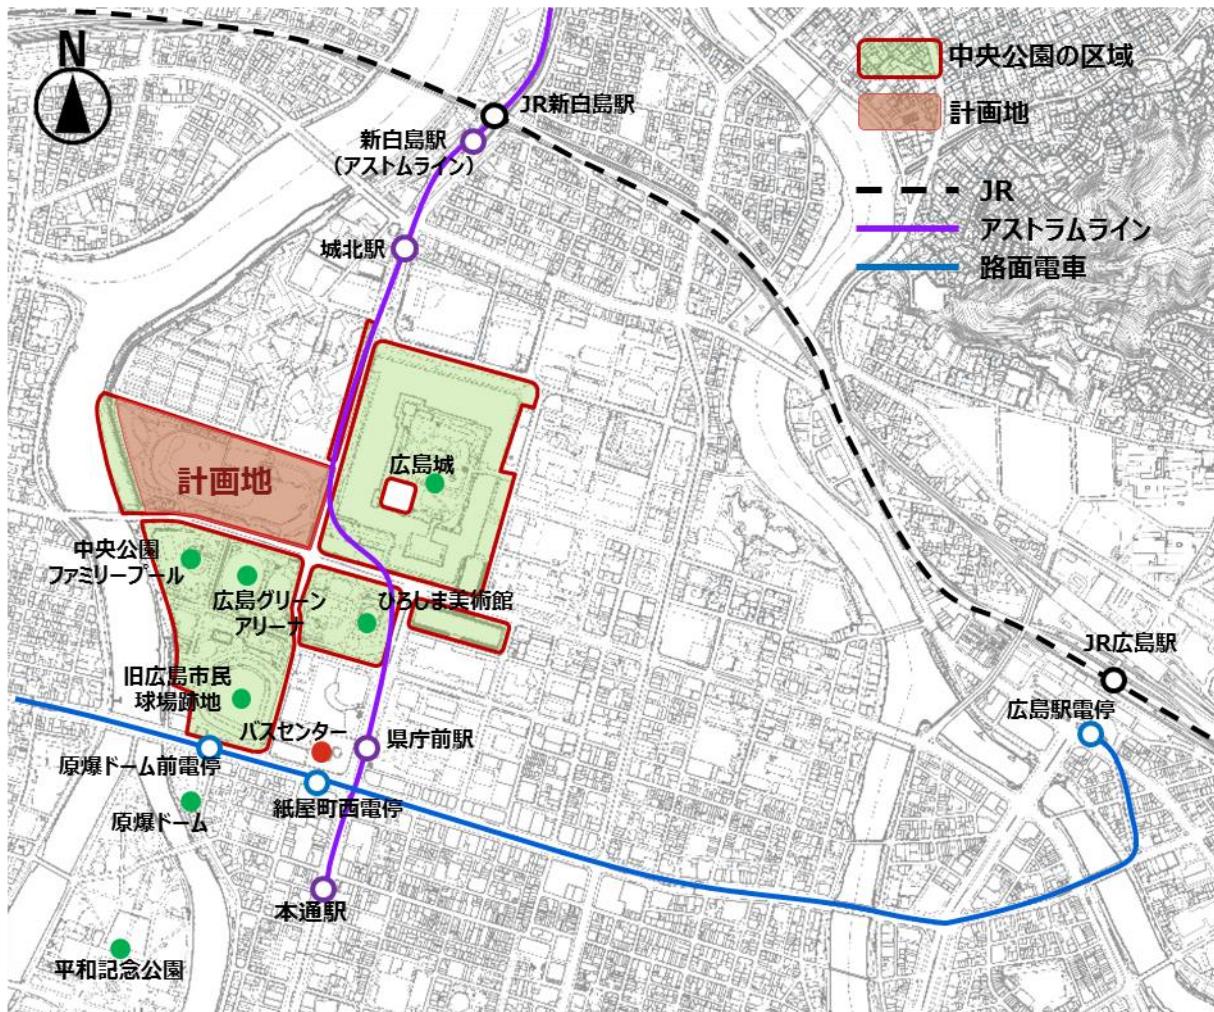 N
中央公園の区域
計画地
JR
アストラムライン
路面電車
JR新白島駅
新白島駅
（アストムライン）
城北駅
広島城
計画地
中央公園
ファミリープール
広島グリーン
アリーナ
ひろしま美術館
旧広島市民
球場跡地
バスセンター
県庁前駅
原爆ドーム前電停
紙屋町西電停
原爆ドーム
本通駅
平和記念公園
JR広島駅
広島駅電停